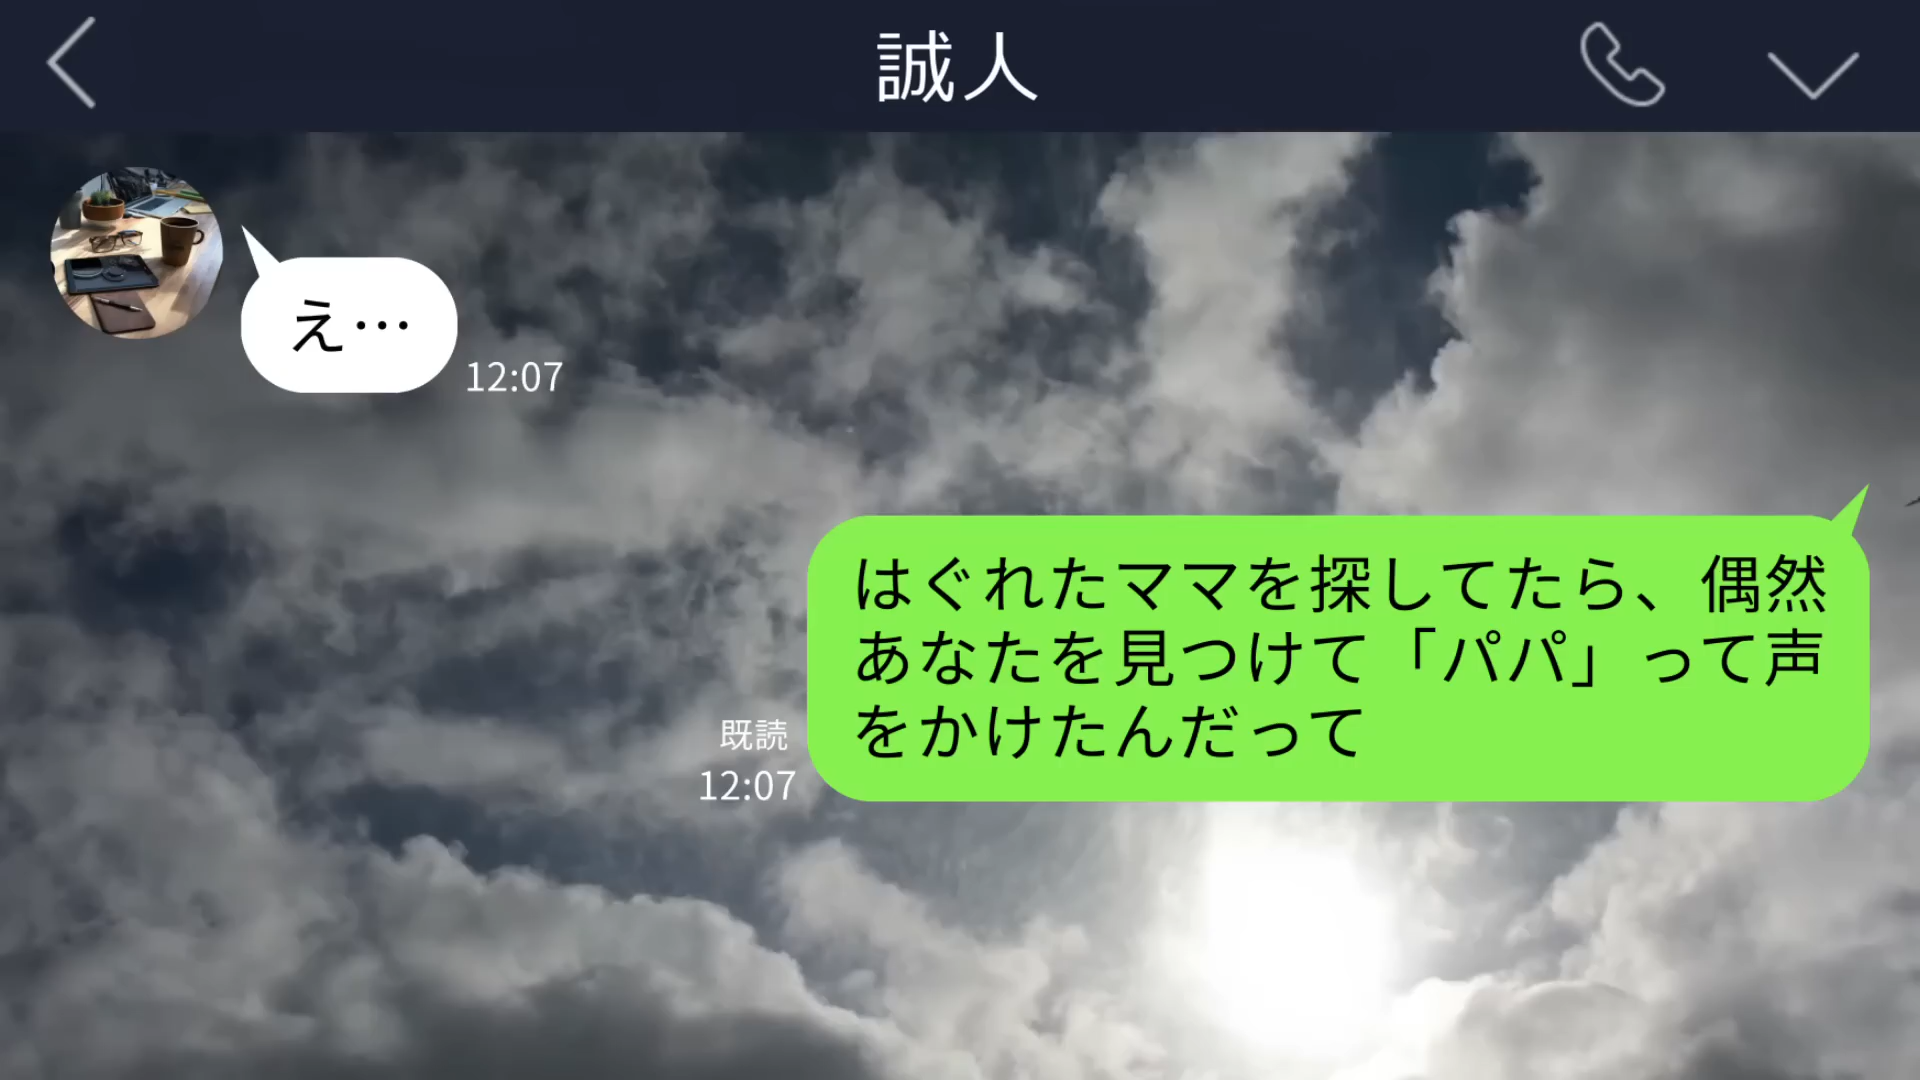 誠人
え…
12:07
はぐれたママを探してたら、偶然
あなたを見つけて「パパ」って声
をかけたんだって
既読
12:07